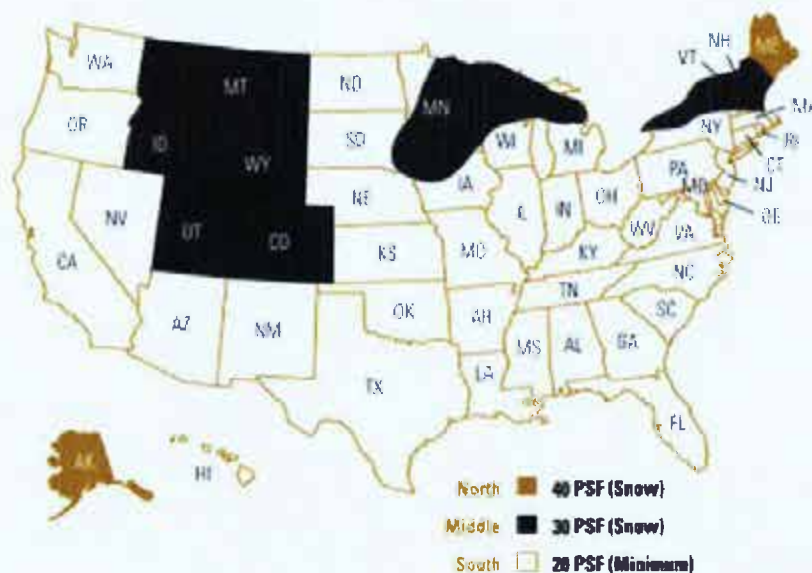 NH
ME
WA
VT
MT
ND
MN
OR
MA
ID
SD
WI
NY
RI
WY
MI
CT
PA
IA
NJ
NE
MD
OH
NV
IL
IN
DE
UT
CO
WV
VA
CA
KS
MO
KY
NC
TN
AZ
NM
OK
AR
SC
MS
AL
GA
TX
LA
FL
AK
HI
North 40 PSF (Snow)
Middle 30 PSF (Snow)
South 20 PSF (Minimum)